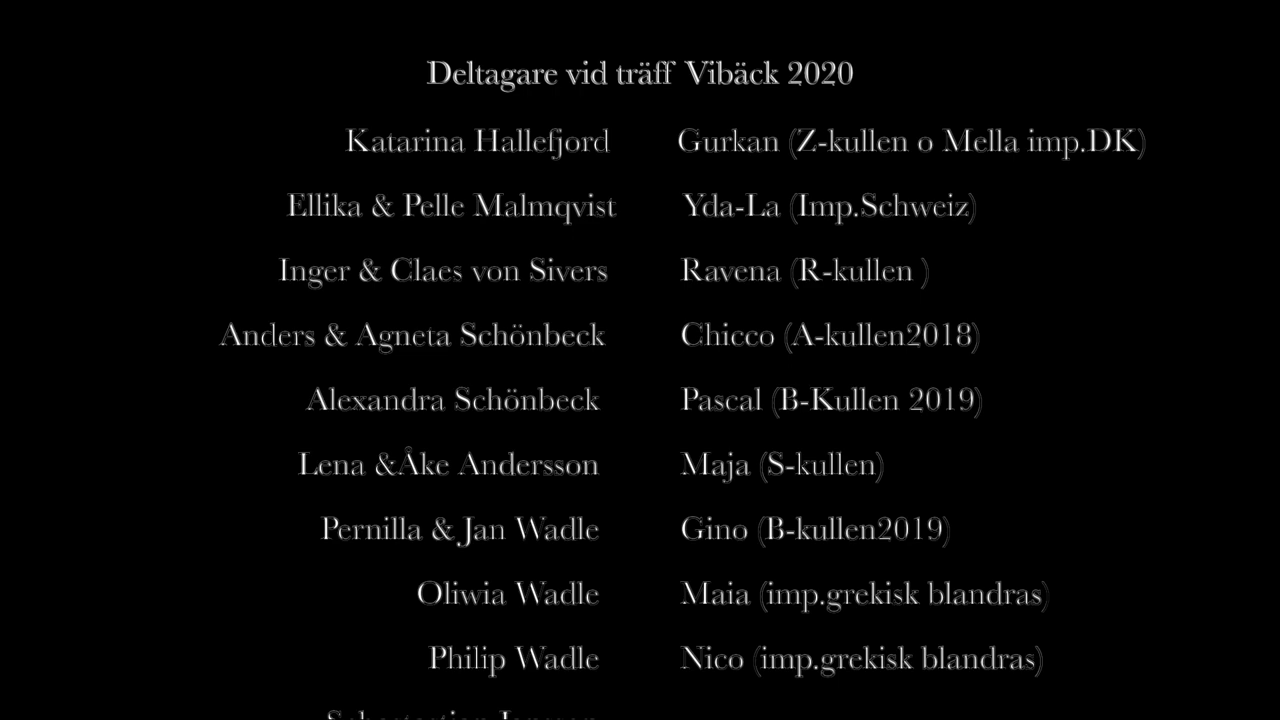 Deltagare vid träff Vibäck 2020
Katarina Hallefjord Gurkan (Z-kullen o Mella imp.DK)
Ellika & Pelle Malmqvist Yda-La (Imp.Schweiz)
Inger & Claes von Sivers Ravena (R-kullen )
Anders & Agneta Schönbeck Chicco (A-kullen2018)
Alexandra Schönbeck Pascal (B-Kullen 2019)
Lena &Åke Andersson Maja (S-kullen)
Pernilla & Jan Wadle Gino (B-kullen2019)
Oliwia Wadle Maia (imp.grekisk blandras)
Philip Wadle Nico (imp.grekisk blandras)